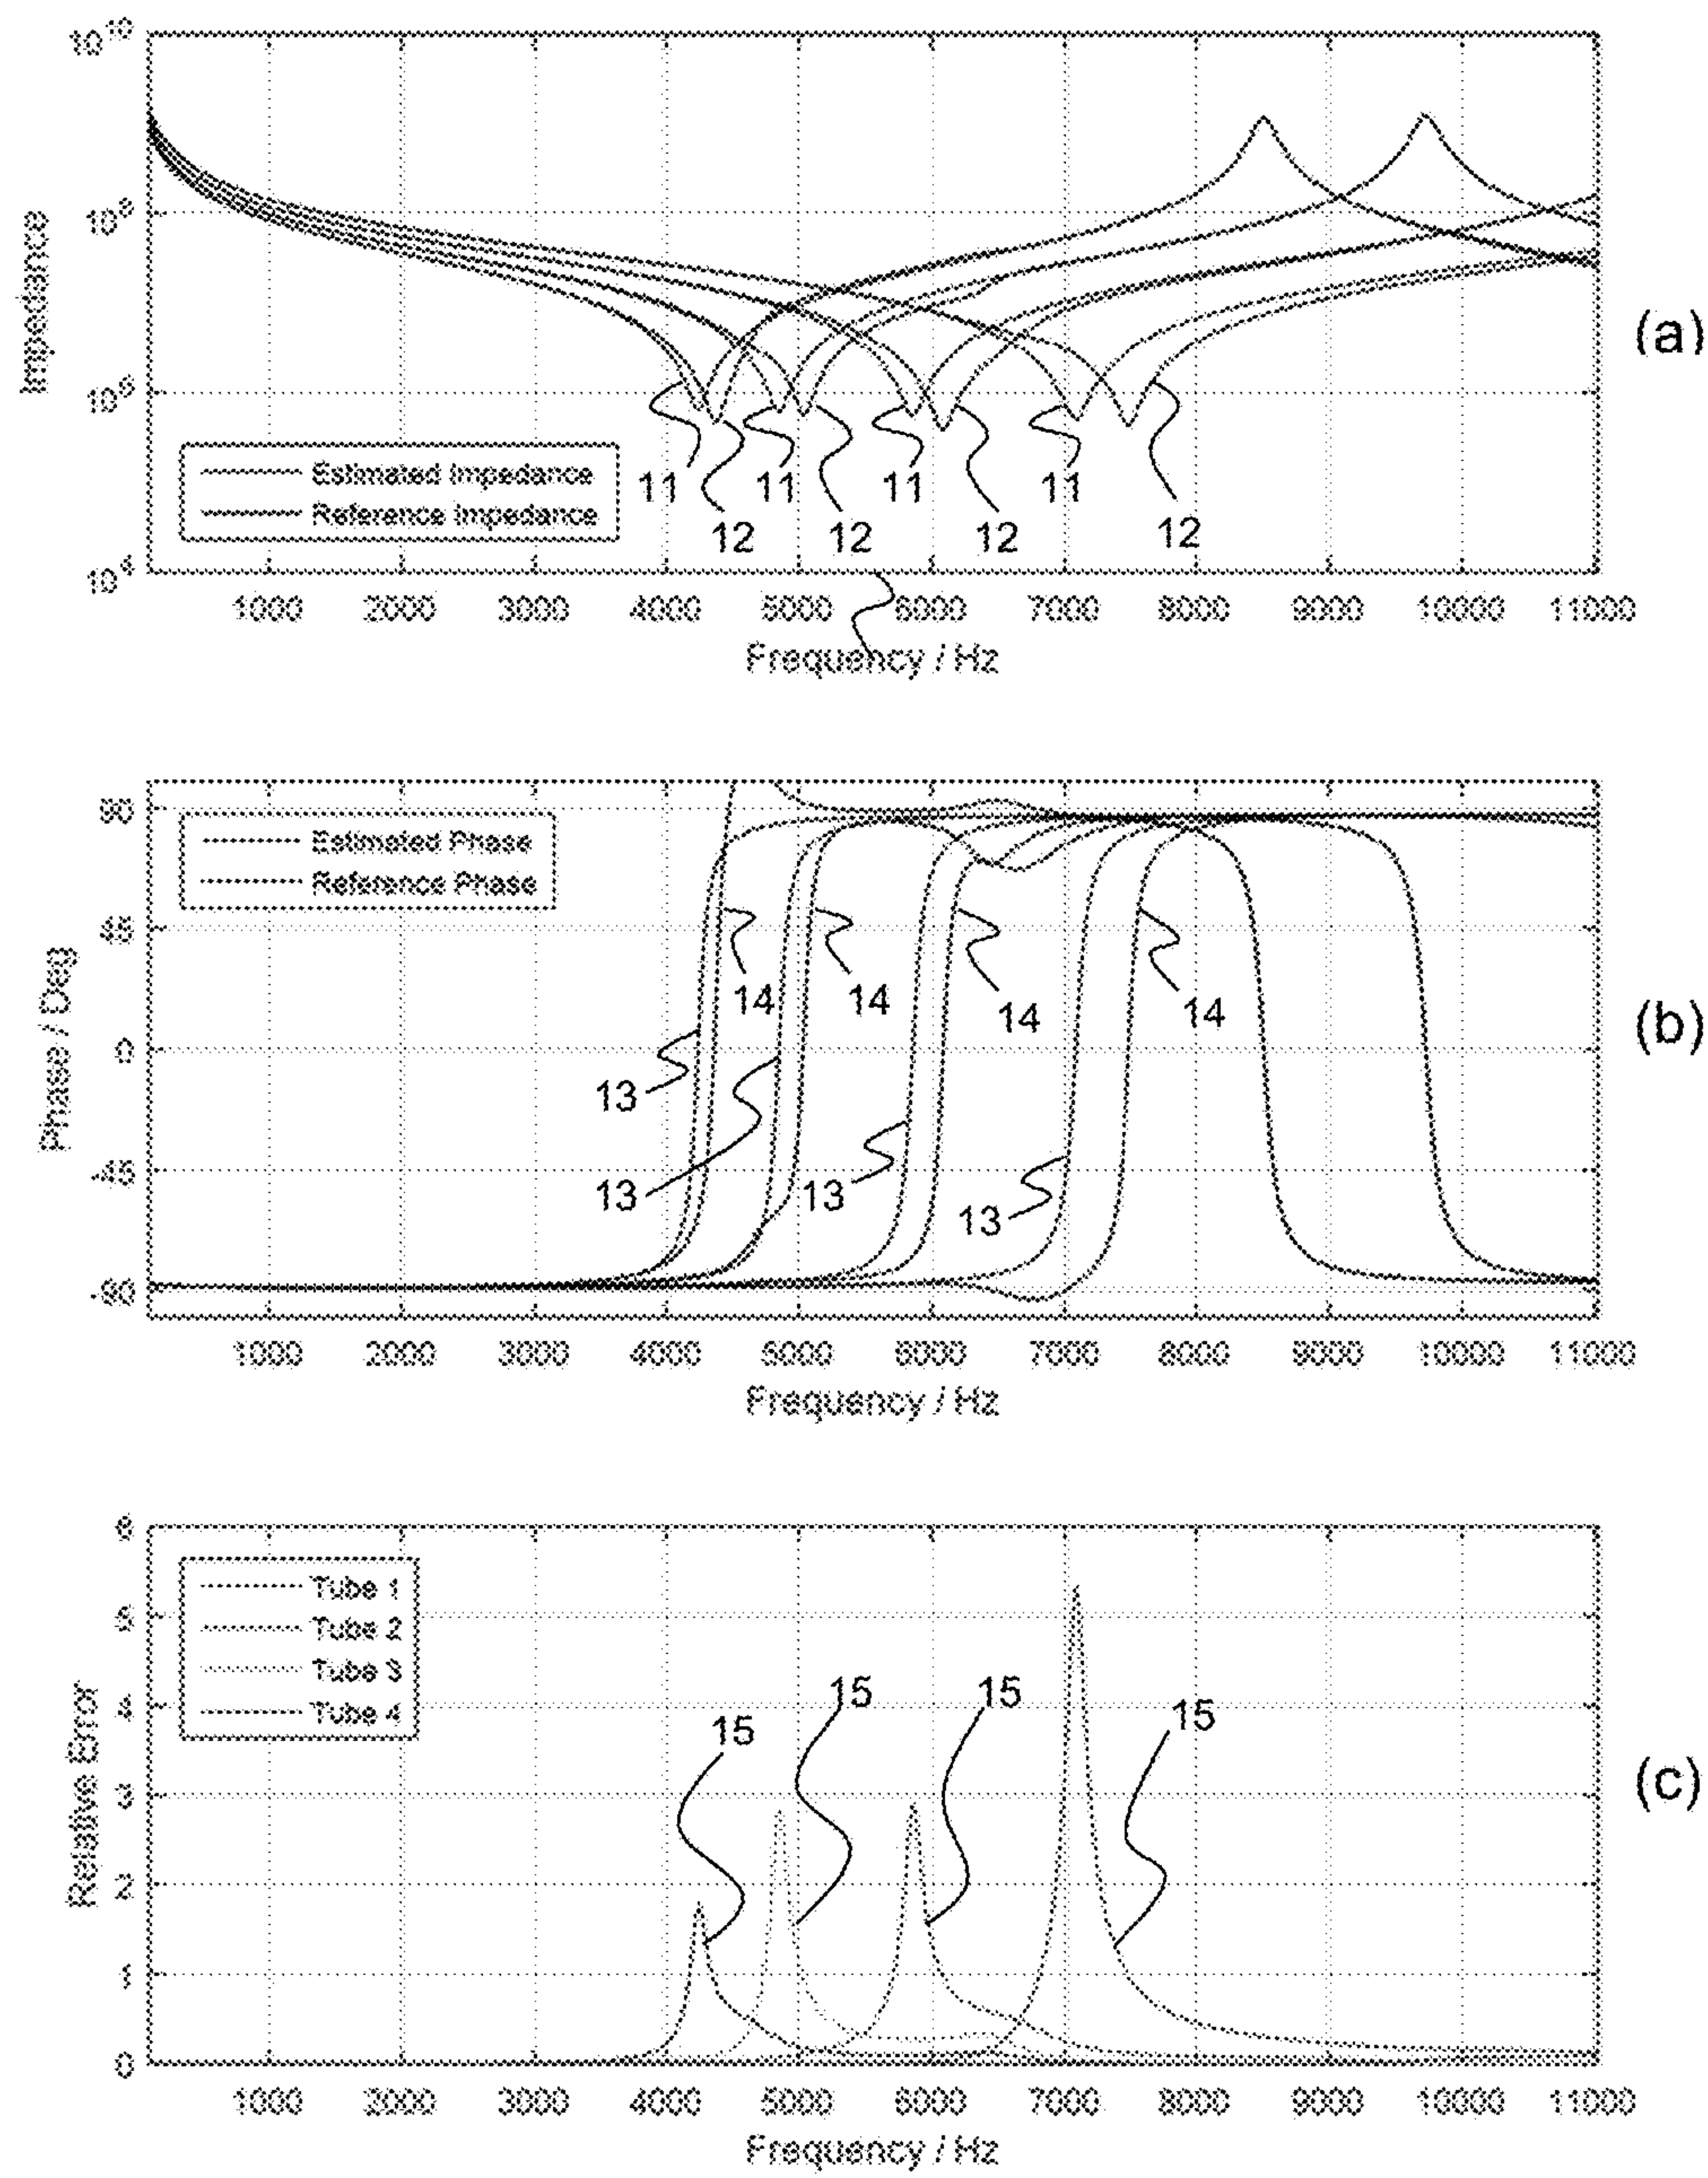 10^10
10^8
10^6
10^4
Impedance
Estimated Impedance
Reference Impedance
11 11 11 11
12 12 12 12
1000 2000 3000 4000 5000 6000 7000 8000 9000 10000 11000
Frequency / Hz
(a)
90
45
0
-45
-90
Phase / Deg
Estimated Phase
Reference Phase
14 14 14 14
13
13 13 13
1000 2000 3000 4000 5000 6000 7000 8000 9000 10000 11000
Frequency / Hz
(b)
6
5
4
3
2
1
0
Relative Error
Tube 1
Tube 2
Tube 3
Tube 4
15 15 15 15
1000 2000 3000 4000 5000 6000 7000 8000 9000 10000 11000
Frequency / Hz
(c)